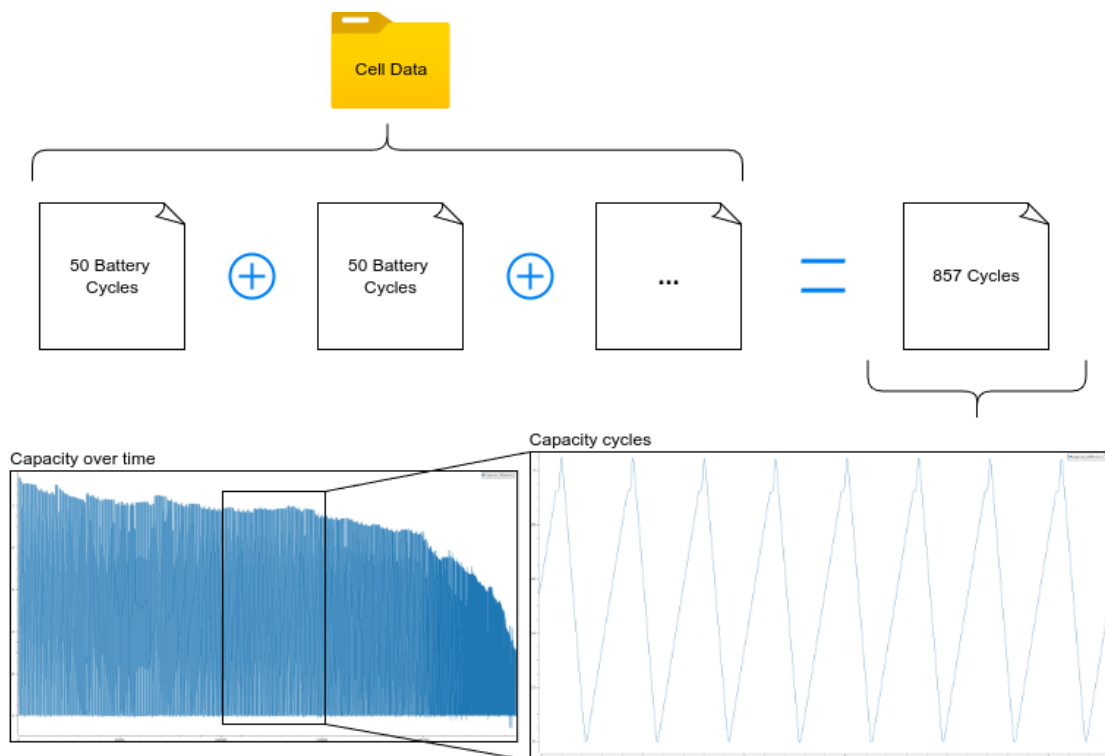 Cell Data
50 Battery
Cycles
50 Battery
Cycles
...
857 Cycles
Capacity over time
Capacity cycles